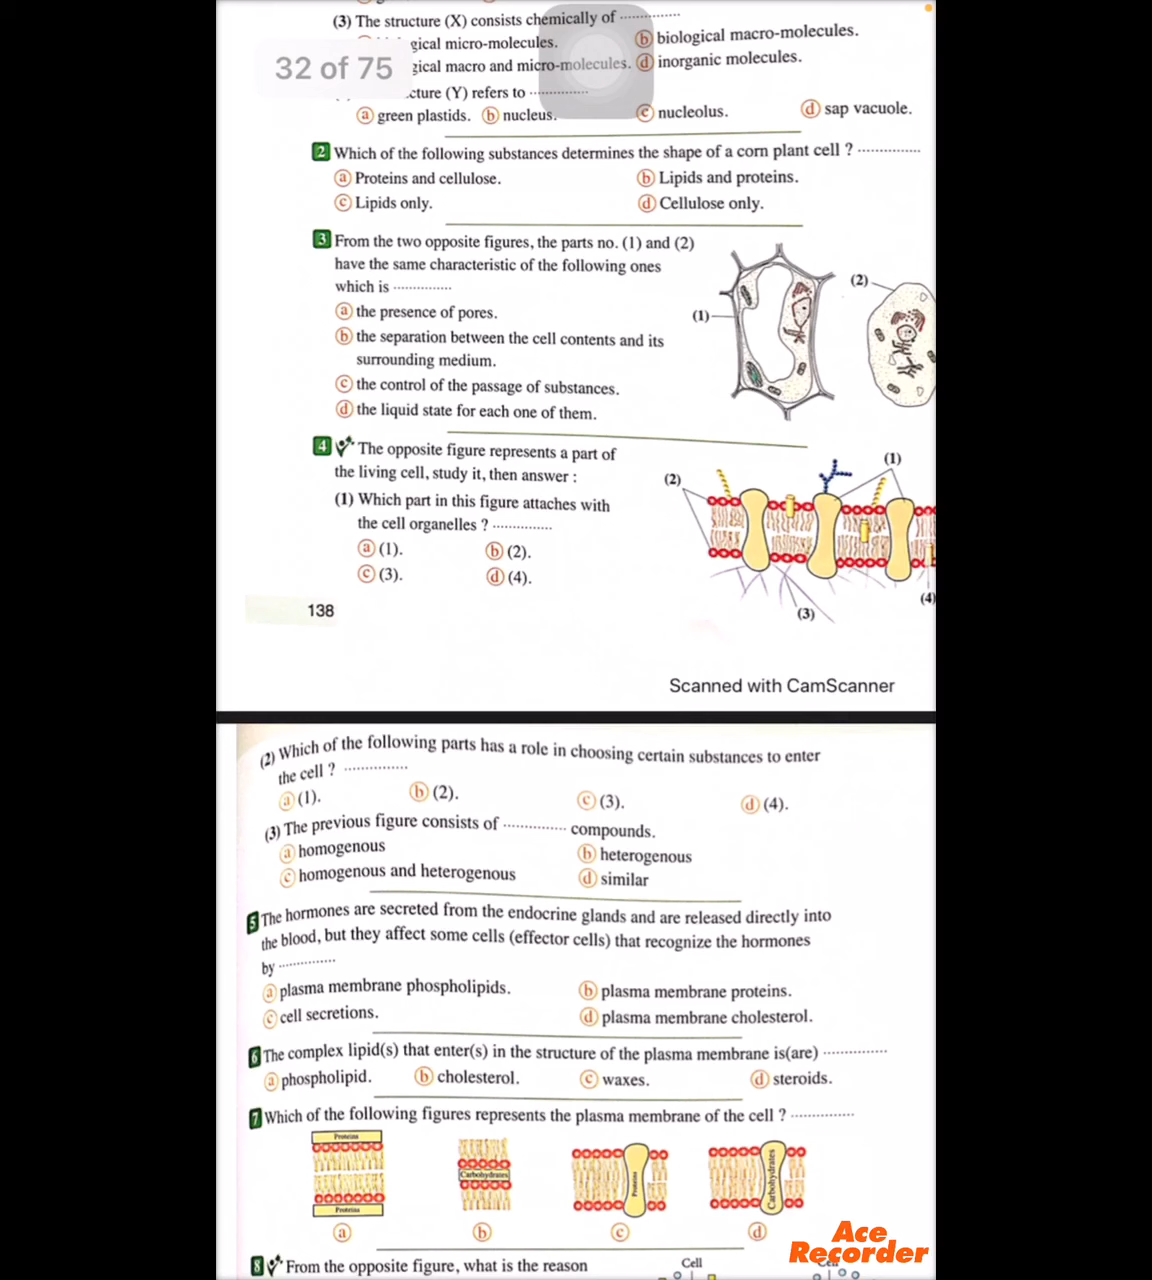 (3) The structure (X) consists chemically of ··············
gical micro-molecules.
ⓑ biological macro-molecules.
gical macro and micro-molecules. ⓓ inorganic molecules.
32 of 75
cture (Y) refers to ··············
ⓐ green plastids. ⓑ nucleus. ⓒ nucleolus. ⓓ sap vacuole.
2 Which of the following substances determines the shape of a corn plant cell ? ···············
ⓐ Proteins and cellulose. ⓑ Lipids and proteins.
ⓒ Lipids only. ⓓ Cellulose only.
3 From the two opposite figures, the parts no. (1) and (2)
have the same characteristic of the following ones
which is ··············
ⓐ the presence of pores.
ⓑ the separation between the cell contents and its
surrounding medium.
ⓒ the control of the passage of substances.
ⓓ the liquid state for each one of them.
(1)
(2)
4 The opposite figure represents a part of
the living cell, study it, then answer :
(1) Which part in this figure attaches with
the cell organelles ? ··············
ⓐ (1). ⓑ (2).
ⓒ (3). ⓓ (4).
(1)
(2)
(3)
(4)
138
Scanned with CamScanner
(2) Which of the following parts has a role in choosing certain substances to enter
the cell ? ···············
ⓐ (1). ⓑ (2). ⓒ (3). ⓓ (4).
(3) The previous figure consists of ··············· compounds.
ⓐ homogenous ⓑ heterogenous
ⓒ homogenous and heterogenous ⓓ similar
5 The hormones are secreted from the endocrine glands and are released directly into
the blood, but they affect some cells (effector cells) that recognize the hormones
by ··············
ⓐ plasma membrane phospholipids. ⓑ plasma membrane proteins.
ⓒ cell secretions. ⓓ plasma membrane cholesterol.
6 The complex lipid(s) that enter(s) in the structure of the plasma membrane is(are) ···············
ⓐ phospholipid. ⓑ cholesterol. ⓒ waxes. ⓓ steroids.
7 Which of the following figures represents the plasma membrane of the cell ? ···············
Proteins
Proteins
Carbohydrates
Proteins
Carbohydrates
ⓐ ⓑ ⓒ ⓓ
Ace
Recorder
8 From the opposite figure, what is the reason
Cell